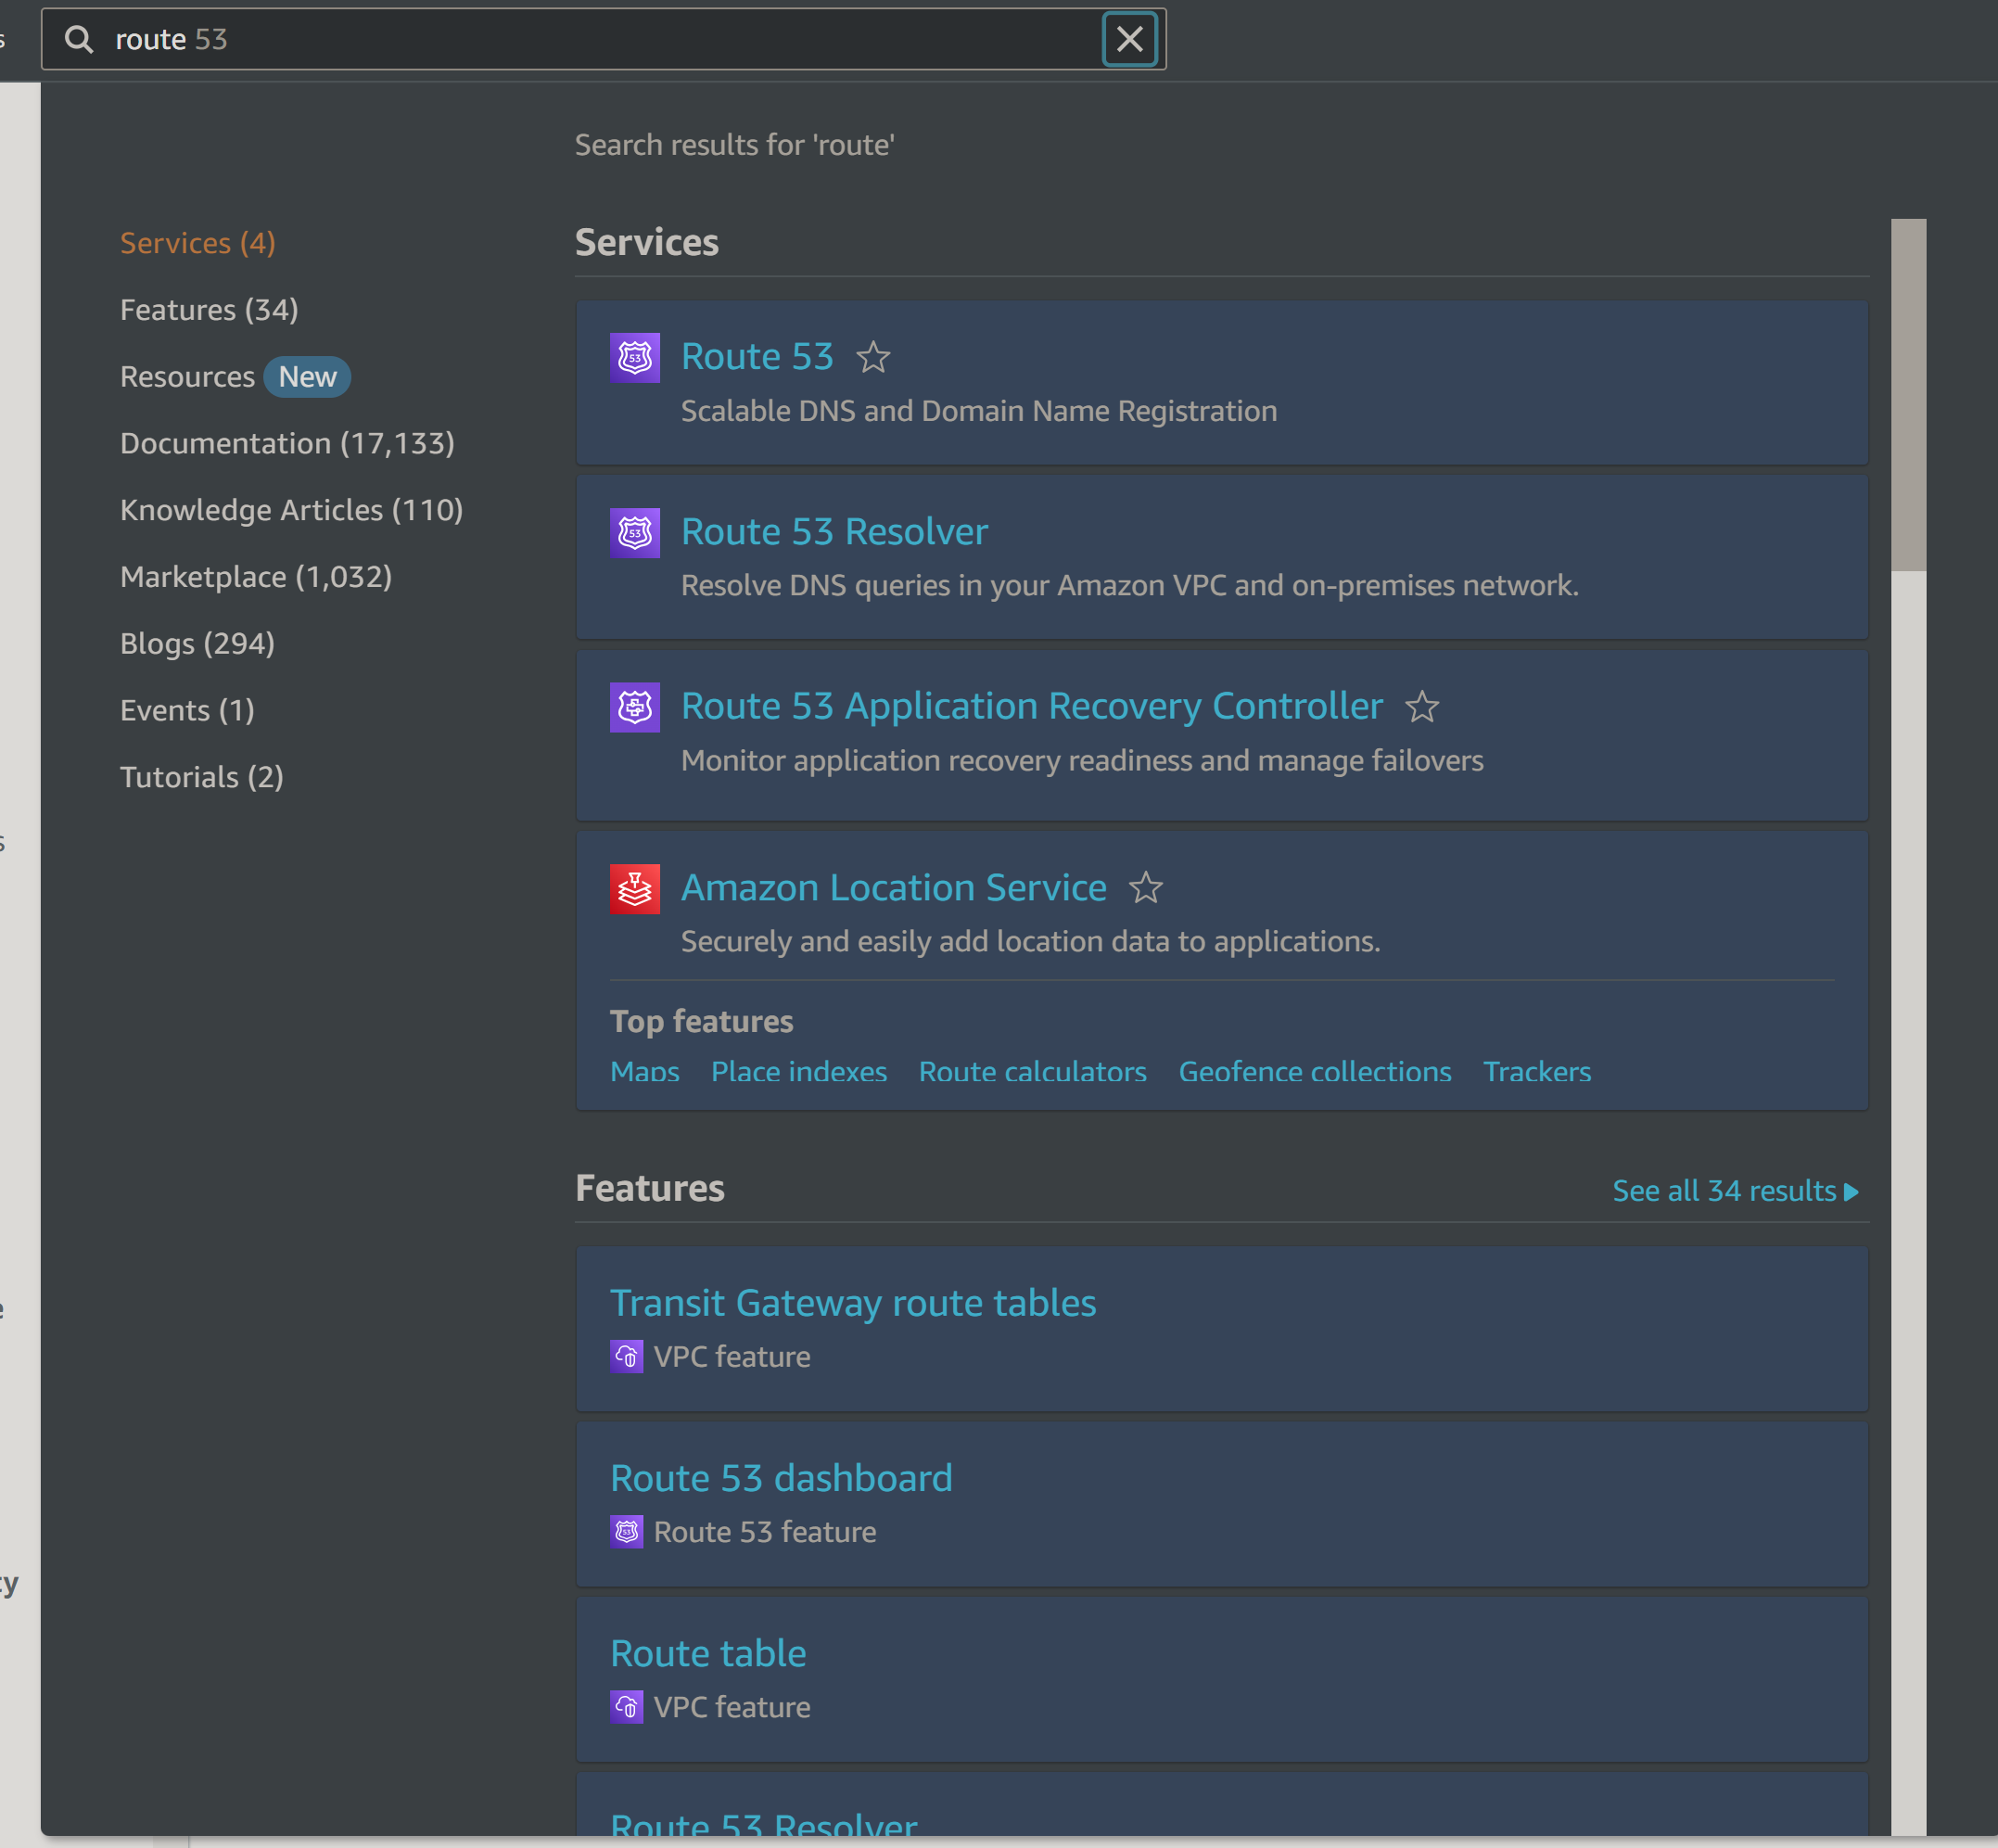 route 53
Search results for 'route'
Services (4)
Features (34)
Resources New
Documentation (17,133)
Knowledge Articles (110)
Marketplace (1,032)
Blogs (294)
Events (1)
Tutorials (2)
Services
Route 53
Scalable DNS and Domain Name Registration
Route 53 Resolver
Resolve DNS queries in your Amazon VPC and on-premises network.
Route 53 Application Recovery Controller
Monitor application recovery readiness and manage failovers
Amazon Location Service
Securely and easily add location data to applications.
Top features
Maps Place indexes Route calculators Geofence collections Trackers
Features
See all 34 results
Transit Gateway route tables
VPC feature
Route 53 dashboard
Route 53 feature
Route table
VPC feature
Route 53 Resolver